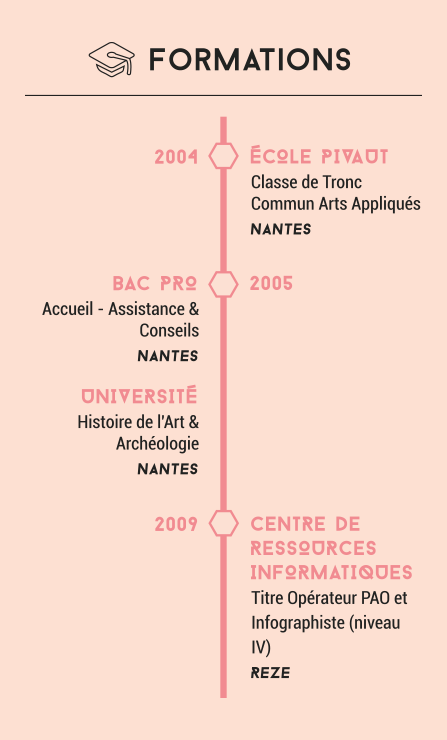 FORMATIONS
2004
ÉCOLE PIVAUT
Classe de Tronc
Commun Arts Appliqués
NANTES
BAC PRO
2005
Accueil - Assistance &
Conseils
NANTES
UNIVERSITÉ
Histoire de l'Art &
Archéologie
NANTES
2009
CENTRE DE
RESSOURCES
INFORMATIQUES
Titre Opérateur PAO et
Infographiste (niveau
IV)
REZE